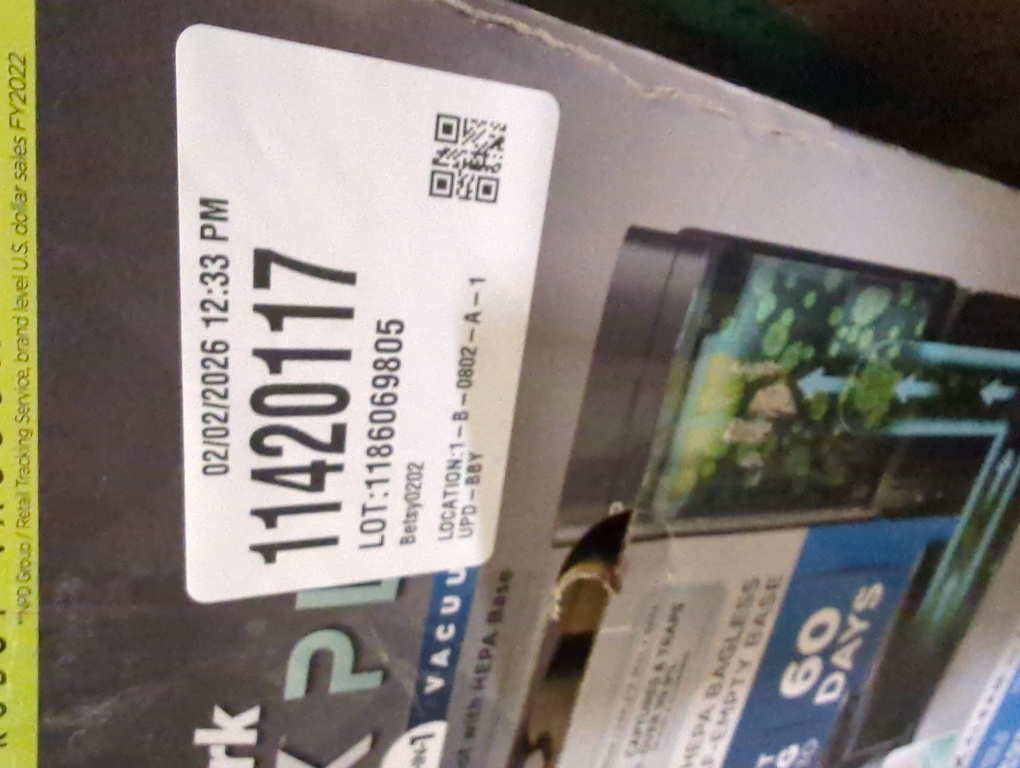 *NPD Group / Retail Tracking Service, brand level U.S. dollar sales FY2022
02/02/2026 12:33 PM
11420117
LOT:1186069805
Betsy0202
LOCATION:1-B-0802-A-1
UPD-BBY
rk
K P
VACU
with HEPA Base
CAPTURES & TRAPS
HEPA BAGLESS
F-EMPTY BASE
60
DAYS